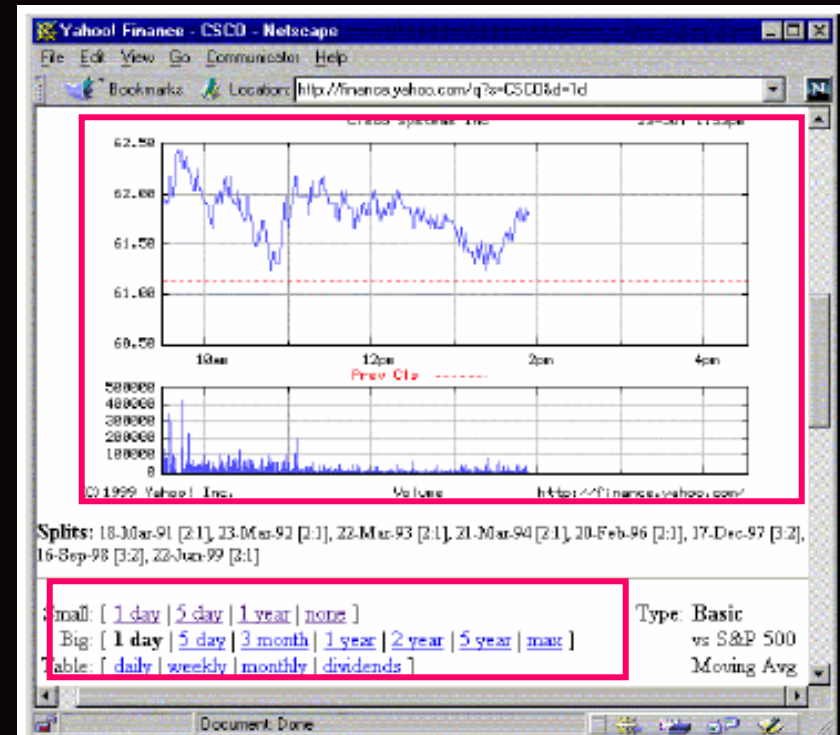 Yahoo! Finance - CSCO - Netscape
File Edit View Go Communicator Help
Bookmarks Location: http://finance.yahoo.com/q?s=CSCO&d=1d
Cisco Systems Inc
62.50
62.00
61.50
61.00
60.50
10am 12pm 2pm 4pm
Prev Cls
500000
400000
300000
200000
100000
0
(C) 1999 Yahoo! Inc. Volume http://finance.yahoo.com/
Splits: 18-Mar-91 [2:1], 23-Mar-92 [2:1], 22-Mar-93 [2:1], 21-Mar-94 [2:1], 20-Feb-96 [2:1], 17-Dec-97 [3:2],
16-Sep-98 [3:2], 22-Jun-99 [2:1]
Small: [ 1 day | 5 day | 1 year | none ] Type: Basic
Big: [ 1 day | 5 day | 3 month | 1 year | 2 year | 5 year | max ] vs S&P 500
Table: [ daily | weekly | monthly | dividends ] Moving Avg
Document: Done